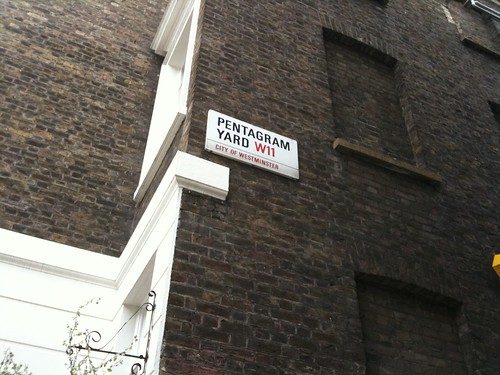 PENTAGRAM
YARD W11
CITY OF WESTMINSTER